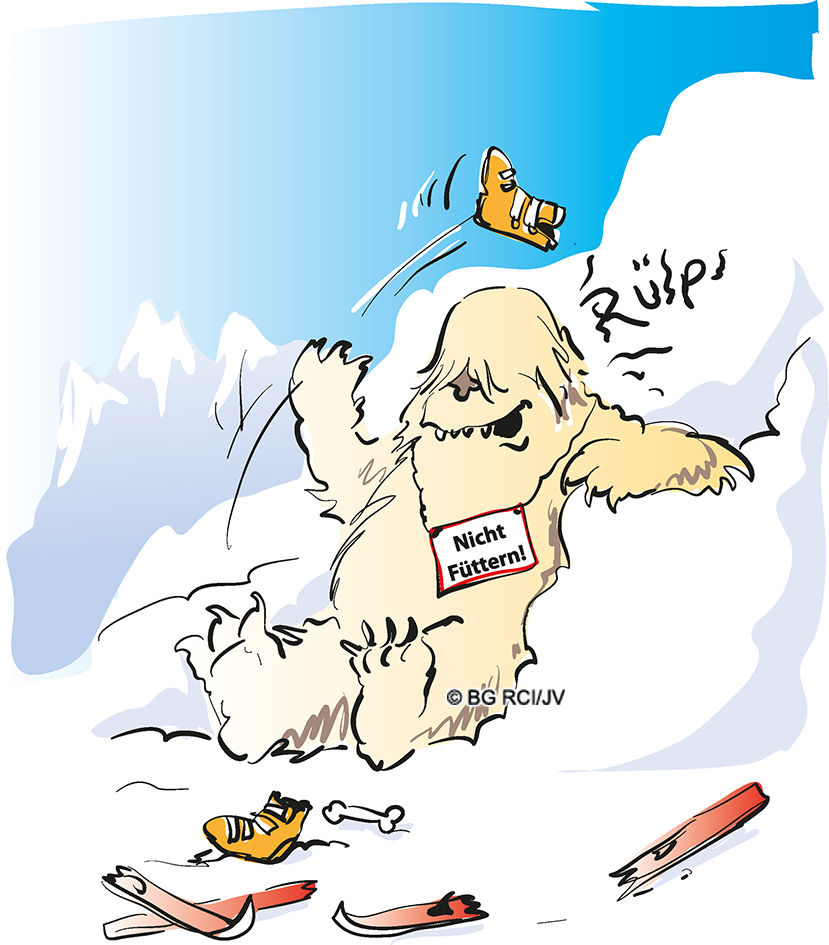 Rülps
Nicht
Füttern!
© BG RCI/JV